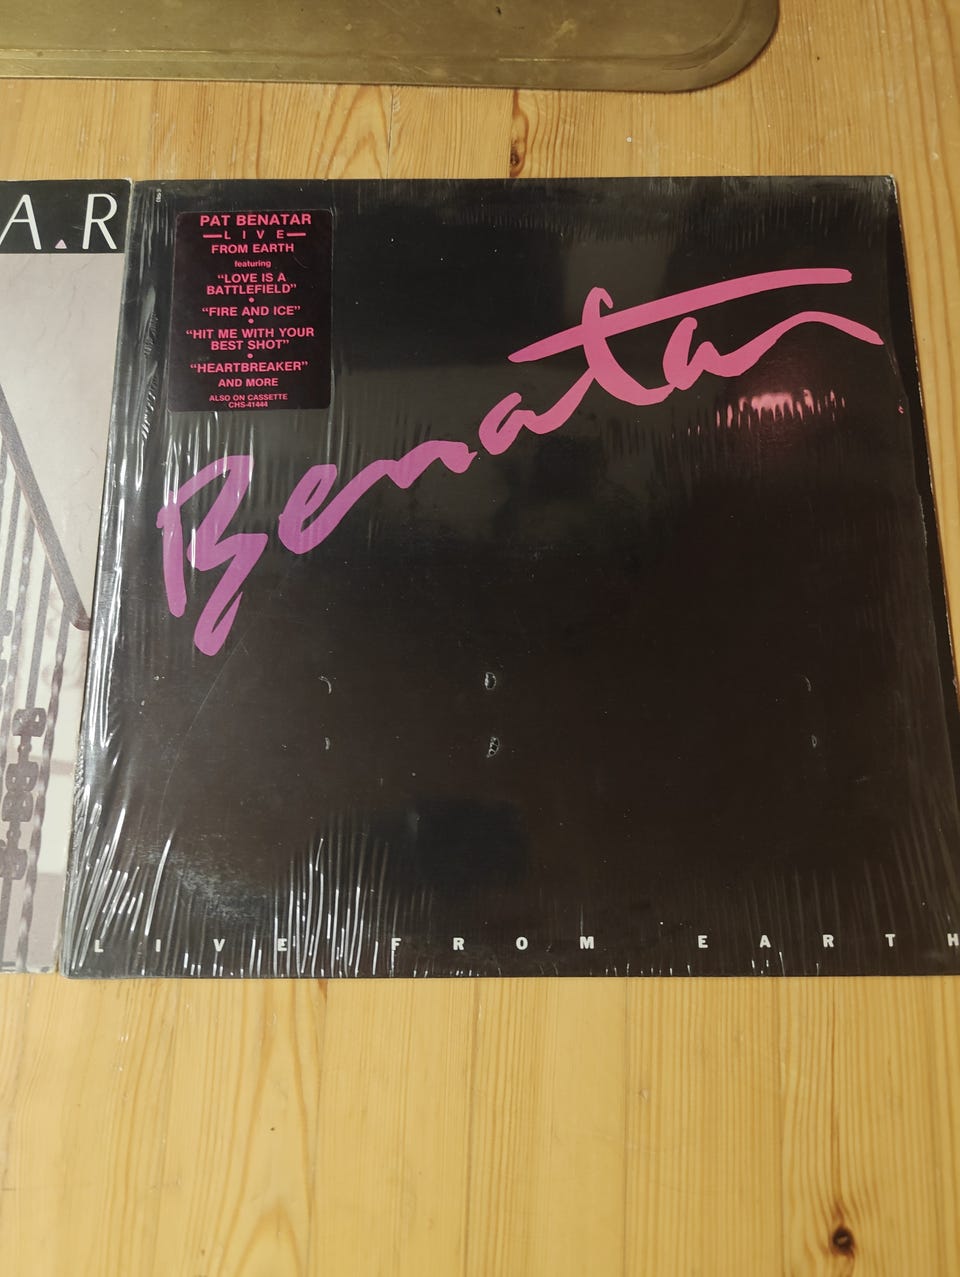 A.R
PAT BENATAR
LIVE
FROM EARTH
featuring
"LOVE IS A
BATTLEFIELD"
•
"FIRE AND ICE"
•
"HIT ME WITH YOUR
BEST SHOT"
•
"HEARTBREAKER"
AND MORE
ALSO ON CASSETTE
CHS-41444
Benatar
LIVE FROM EARTH